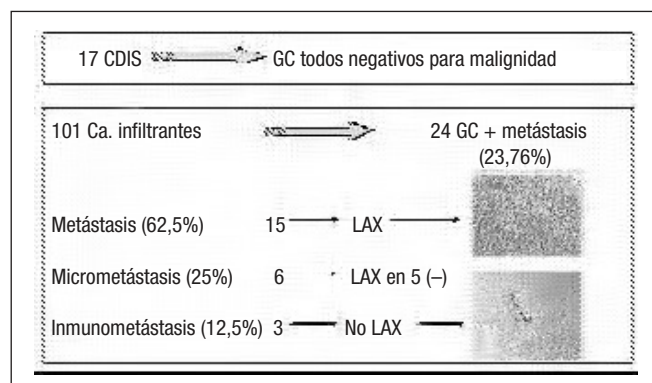 17 CDIS GC todos negativos para malignidad
101 Ca. infiltrantes 24 GC + metástasis
(23,76%)
Metástasis (62,5%) 15 LAX
Micrometástasis (25%) 6 LAX en 5 (–)
Inmunometástasis (12,5%) 3 No LAX